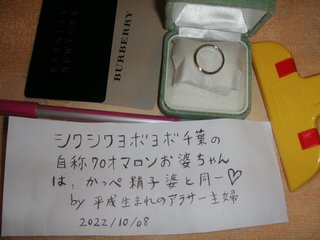 BURBERRY
シワシワヨボヨボ千葉の
自称70オマロンお婆ちゃん
は、かっぺ精子婆と同一♡
by 平成生まれのアラサー主婦
2022/10/08